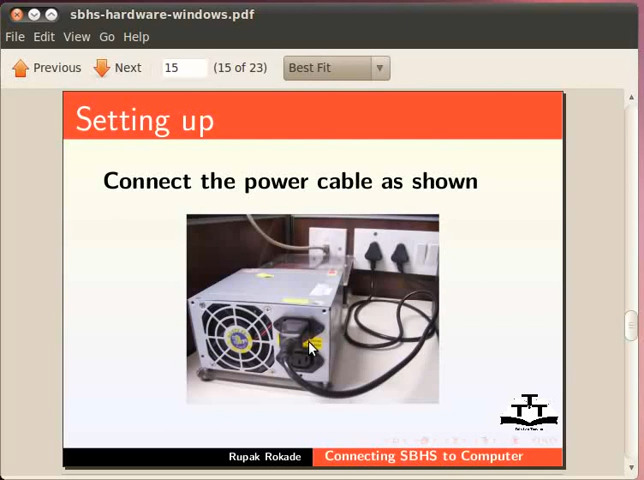 sbhs-hardware-windows.pdf
File Edit View Go Help
Previous Next 15 (15 of 23) Best Fit
Setting up
Connect the power cable as shown
Rupak Rokade Connecting SBHS to Computer